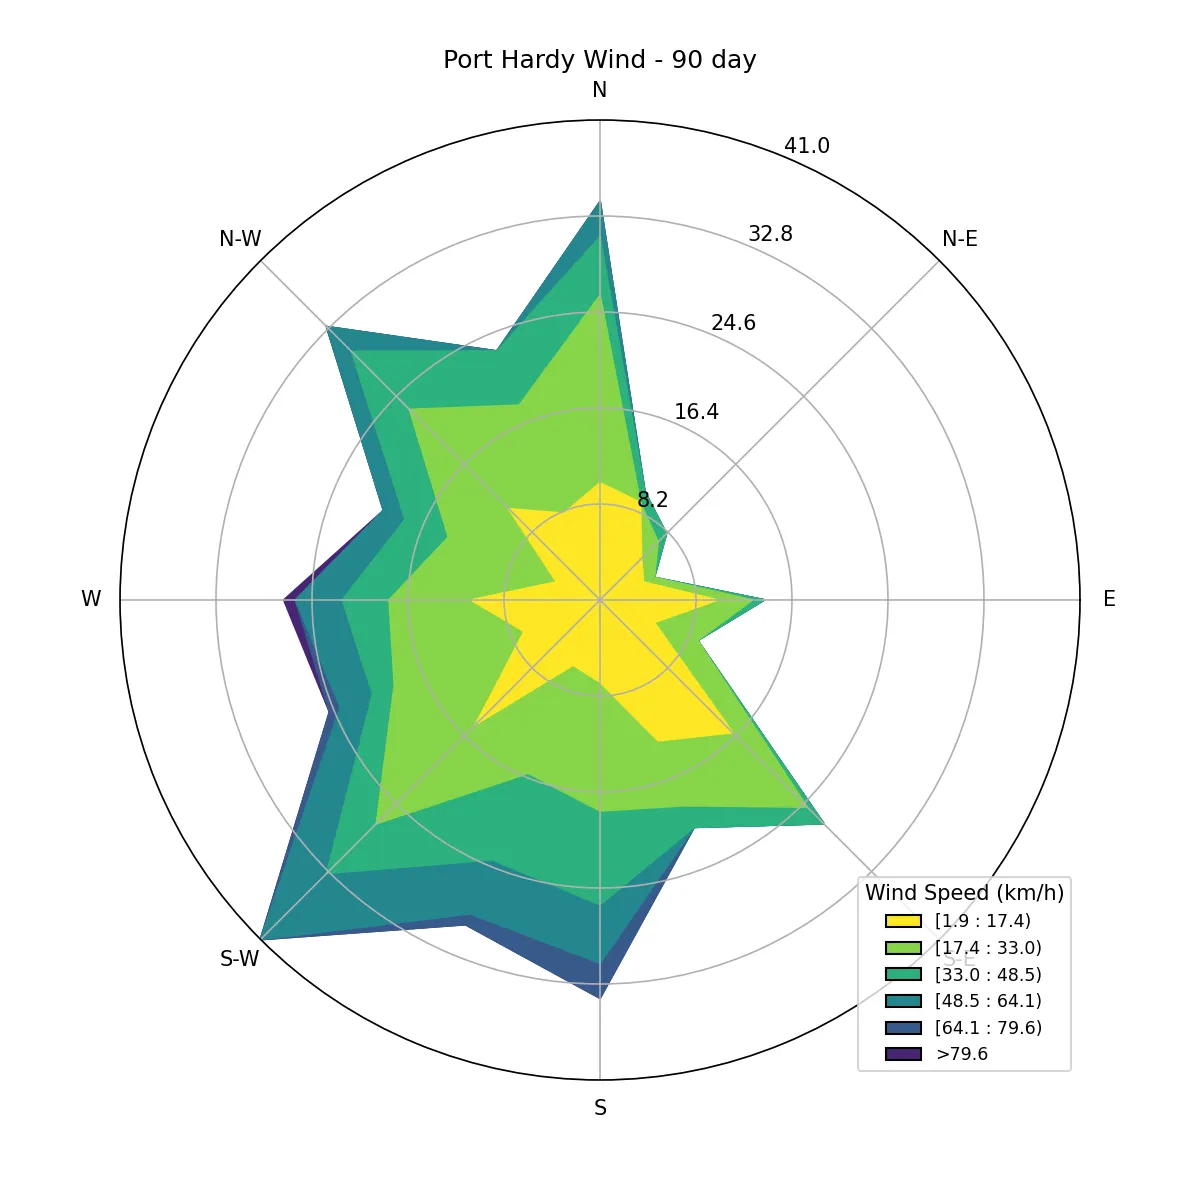 Port Hardy Wind - 90 day
N
41.0
N-W
N-E
32.8
24.6
16.4
8.2
W
E
S-W
S-E
S
Wind Speed (km/h)
[1.9 : 17.4)
[17.4 : 33.0)
[33.0 : 48.5)
[48.5 : 64.1)
[64.1 : 79.6)
>79.6